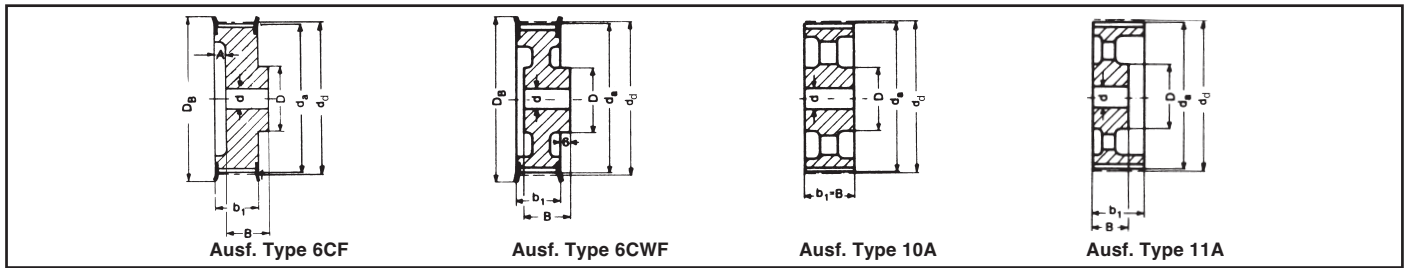 A
D_B
d
D
d_a
d_d
b_1
B
Ausf. Type 6CF
D_B
d
D
d_a
d_d
6
b_1
B
Ausf. Type 6CWF
d
D
d_a
d_d
b_1=B
Ausf. Type 10A
d
D
d_a
d_d
b_1
B
Ausf. Type 11A